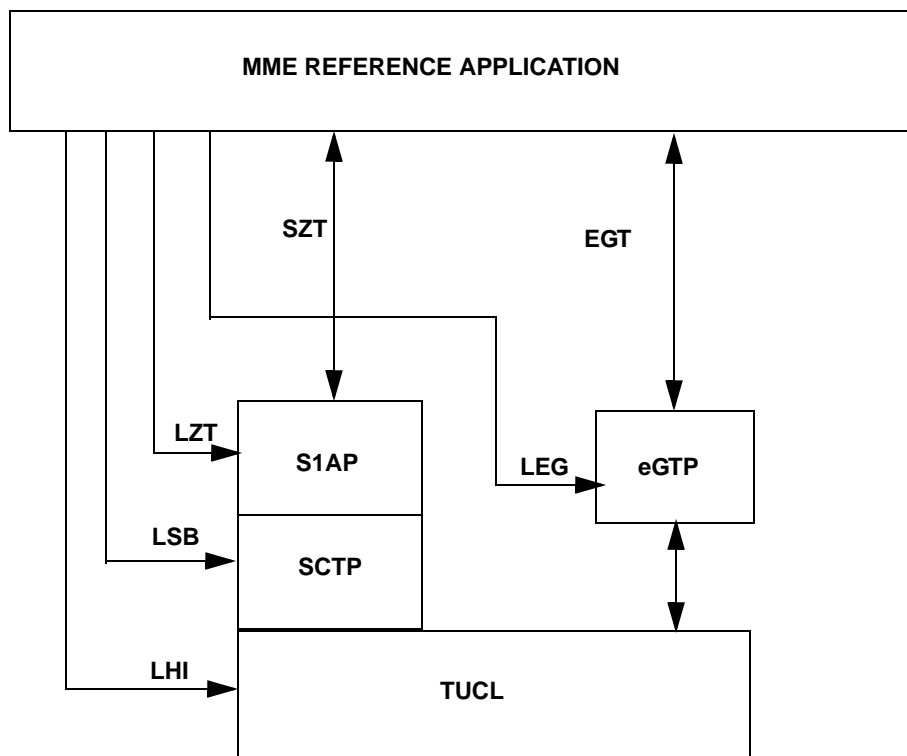 MME REFERENCE APPLICATION
SZT
EGT
LZT
S1AP
LEG
eGTP
LSB
SCTP
LHI
TUCL